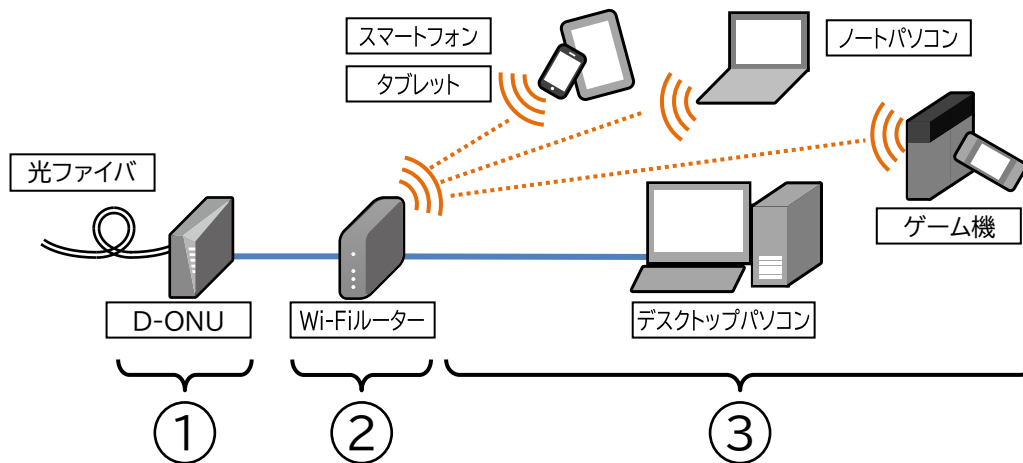 スマートフォン
タブレット
ノートパソコン
光ファイバ
ゲーム機
D-ONU
Wi-Fiルーター
デスクトップパソコン
①
②
③